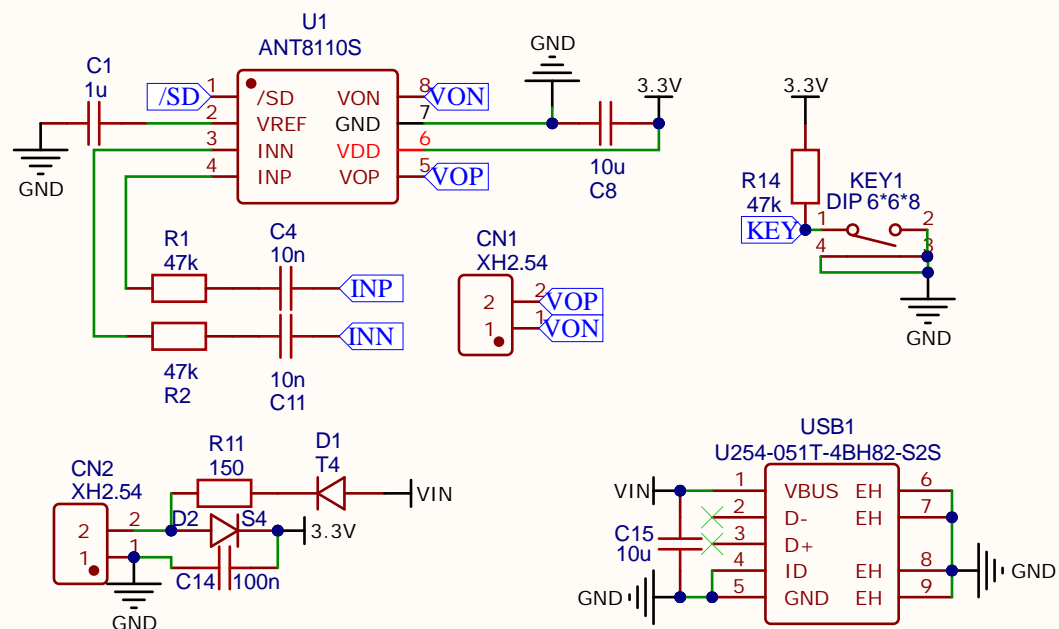 U1
ANT8110S
C1
1u
GND
/SD
1
/SD
VON
8
VON
2
VREF
GND
7
3
INN
VDD
6
4
INP
VOP
5
VOP
GND
3.3V
10u
C8
3.3V
R14
47k
KEY1
DIP 6*6*8
KEY
1
2
4
3
GND
R1
47k
C4
10n
INP
INN
47k
R2
10n
C11
CN1
XH2.54
2
2
VOP
1
1
VON
R11
150
D1
T4
VIN
CN2
XH2.54
2
2
1
1
D2
S4
3.3V
C14
100n
GND
USB1
U254-051T-4BH82-S2S
VIN
1
VBUS
EH
6
2
D-
EH
7
C15
10u
3
D+
4
ID
EH
8
GND
5
GND
EH
9
GND